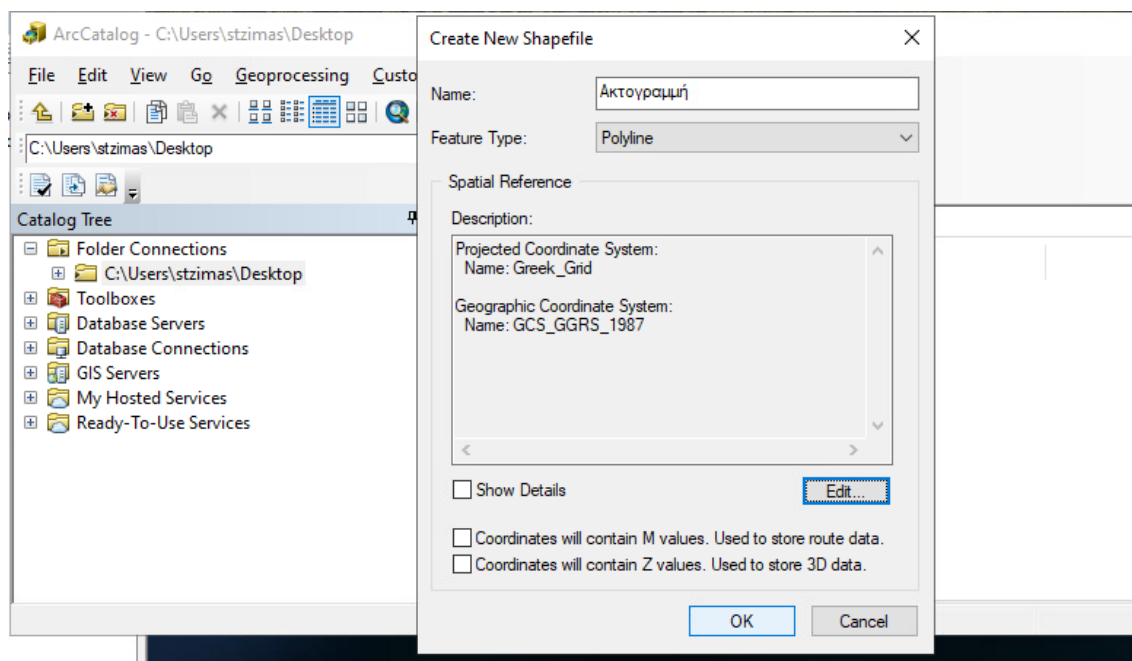 ArcCatalog - C:\Users\stzimas\Desktop
File Edit View Go Geoprocessing Custo
C:\Users\stzimas\Desktop
Catalog Tree
Folder Connections
C:\Users\stzimas\Desktop
Toolboxes
Database Servers
Database Connections
GIS Servers
My Hosted Services
Ready-To-Use Services
Create New Shapefile
Name: Ακτογραμμή
Feature Type: Polyline
Spatial Reference
Description:
Projected Coordinate System:
Name: Greek_Grid
Geographic Coordinate System:
Name: GCS_GGRS_1987
Show Details Edit...
Coordinates will contain M values. Used to store route data.
Coordinates will contain Z values. Used to store 3D data.
OK Cancel